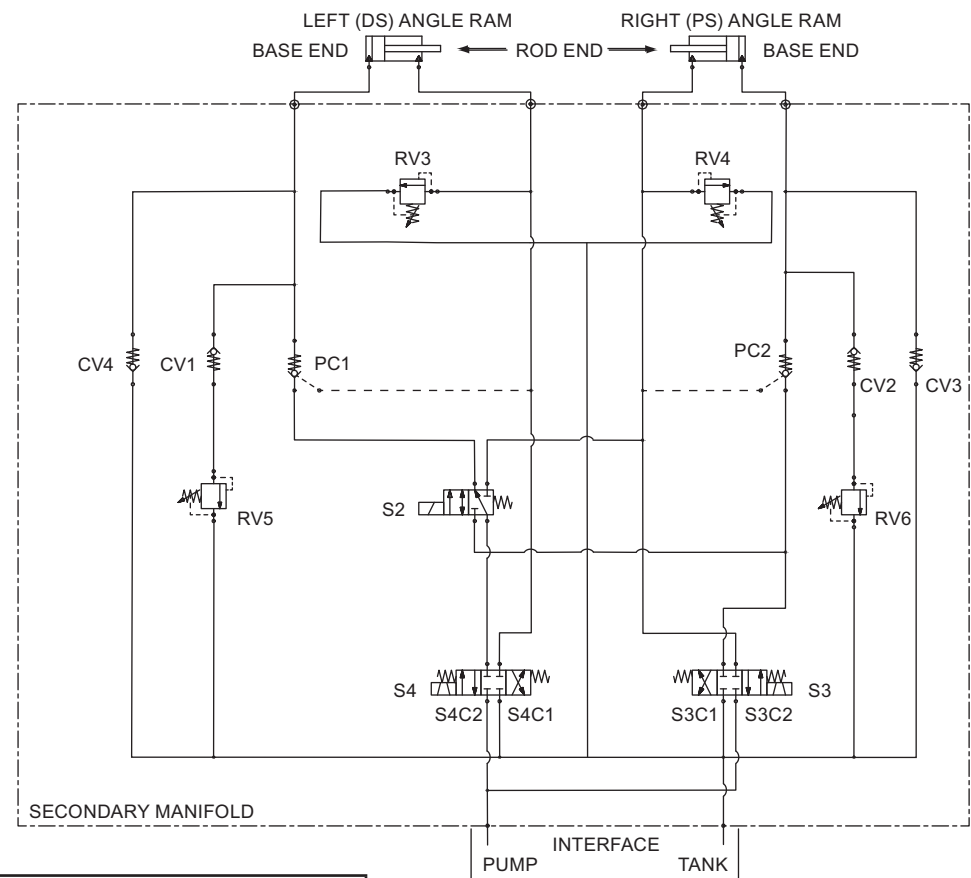 LEFT (DS) ANGLE RAM
RIGHT (PS) ANGLE RAM
BASE END
ROD END
BASE END
RV3
RV4
CV4
CV1
PC1
PC2
CV2
CV3
S2
RV5
RV6
S4
S4C2
S4C1
S3C1
S3C2
S3
SECONDARY MANIFOLD
INTERFACE
PUMP
TANK